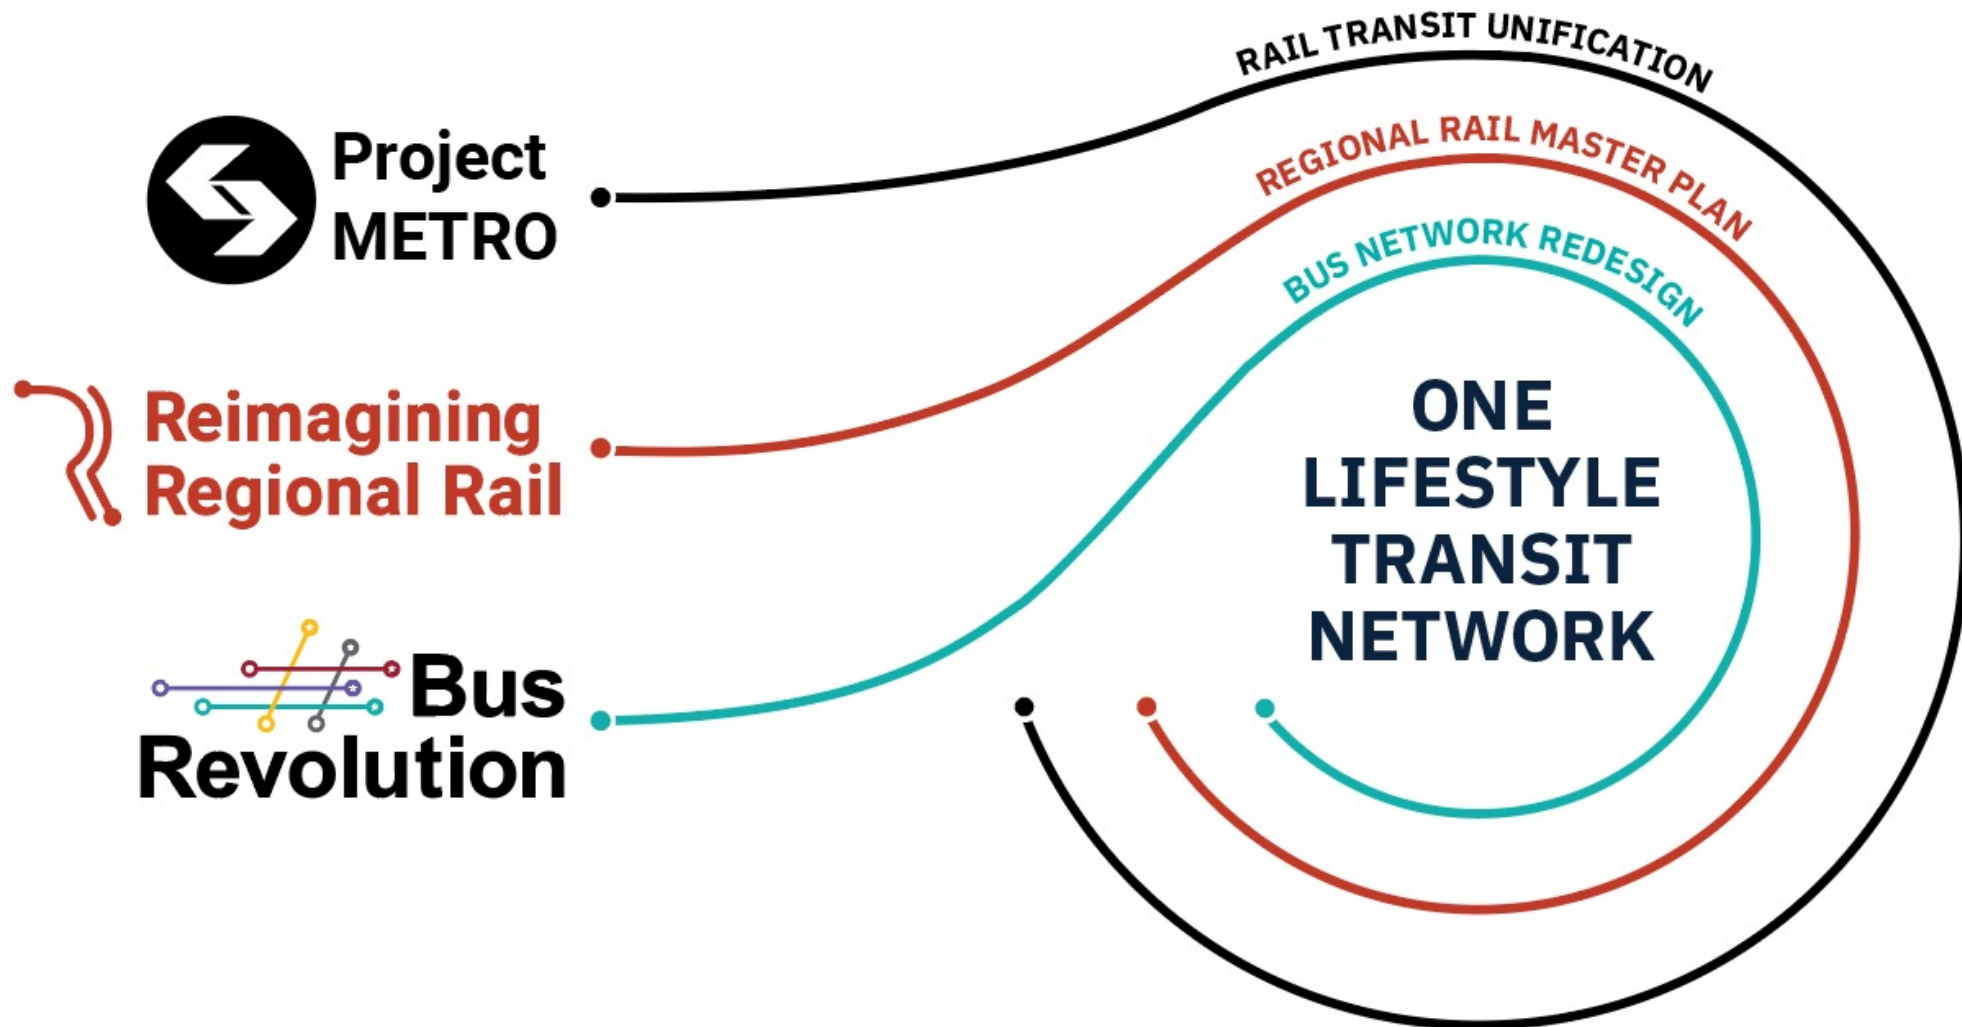 Project
METRO
Reimagining
Regional Rail
Bus
Revolution
RAIL TRANSIT UNIFICATION
REGIONAL RAIL MASTER PLAN
BUS NETWORK REDESIGN
ONE
LIFESTYLE
TRANSIT
NETWORK